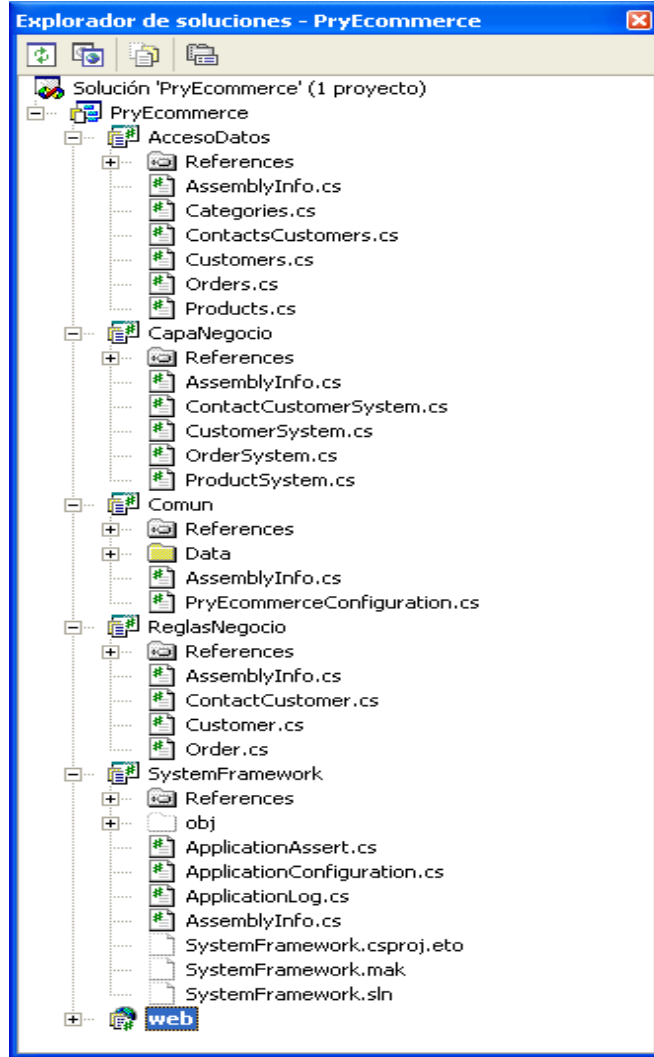 Explorador de soluciones - PryEcommerce
Solución 'PryEcommerce' (1 proyecto)
PryEcommerce
AccesoDatos
References
AssemblyInfo.cs
Categories.cs
ContactsCustomers.cs
Customers.cs
Orders.cs
Products.cs
CapaNegocio
References
AssemblyInfo.cs
ContactCustomerSystem.cs
CustomerSystem.cs
OrderSystem.cs
ProductSystem.cs
Comun
References
Data
AssemblyInfo.cs
PryEcommerceConfiguration.cs
ReglasNegocio
References
AssemblyInfo.cs
ContactCustomer.cs
Customer.cs
Order.cs
SystemFramework
References
obj
ApplicationAssert.cs
ApplicationConfiguration.cs
ApplicationLog.cs
AssemblyInfo.cs
SystemFramework.csproj.eto
SystemFramework.mak
SystemFramework.sln
web